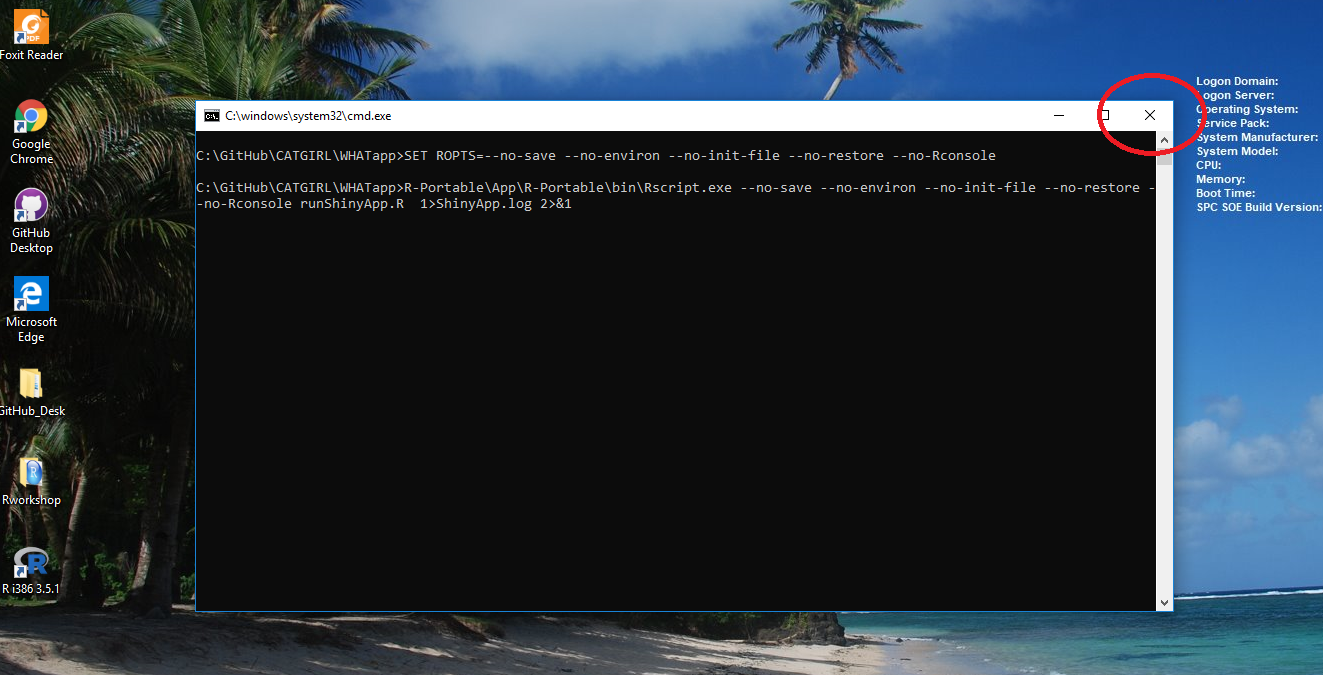 Foxit Reader
Google
Chrome
GitHub
Desktop
Microsoft
Edge
GitHub_Desk
Rworkshop
R i386 3.5.1
C:\windows\system32\cmd.exe
C:\GitHub\CATGIRL\WHATapp>SET ROPTS=--no-save --no-environ --no-init-file --no-restore --no-Rconsole
C:\GitHub\CATGIRL\WHATapp>R-Portable\App\R-Portable\bin\Rscript.exe --no-save --no-environ --no-init-file --no-restore -
-no-Rconsole runShinyApp.R  1>ShinyApp.log 2>&1
Logon Domain:
Logon Server:
Operating System:
Service Pack:
System Manufacturer:
System Model:
CPU:
Memory:
Boot Time:
SPC SOE Build Version: